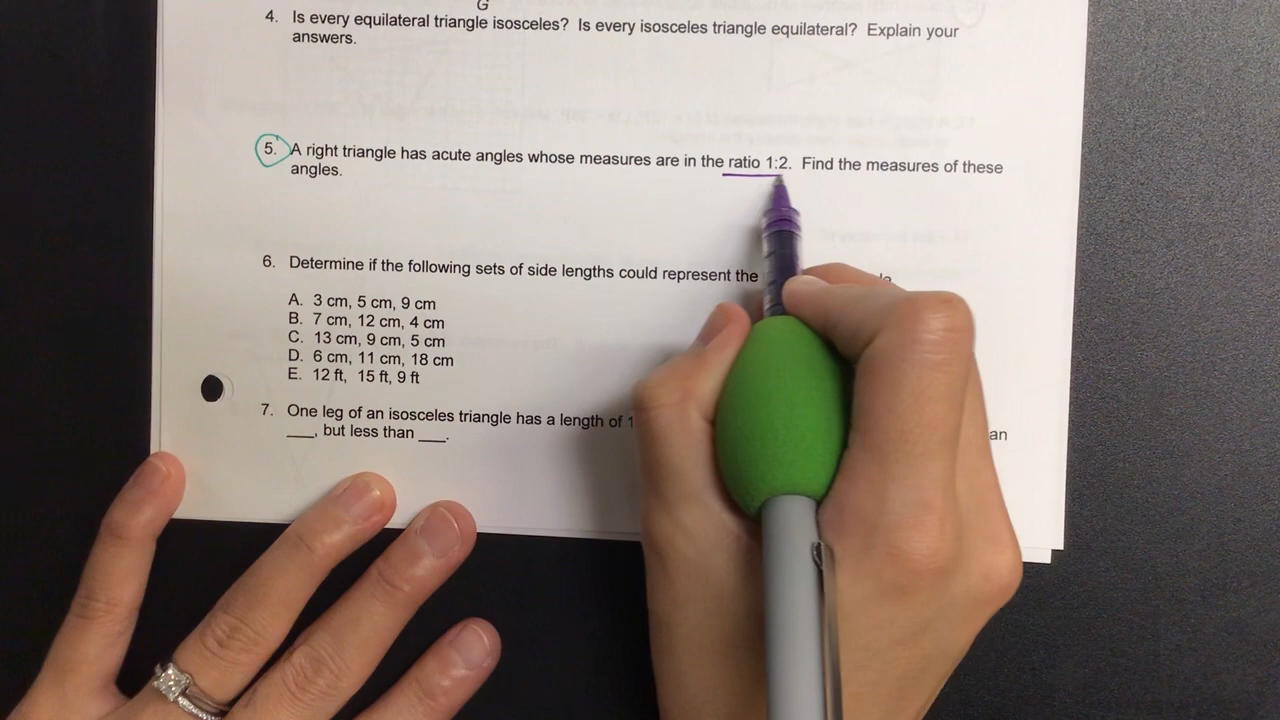 G
4. Is every equilateral triangle isosceles? Is every isosceles triangle equilateral? Explain your
answers.
5. A right triangle has acute angles whose measures are in the ratio 1:2. Find the measures of these
angles.
6. Determine if the following sets of side lengths could represent the
A. 3 cm, 5 cm, 9 cm
B. 7 cm, 12 cm, 4 cm
C. 13 cm, 9 cm, 5 cm
D. 6 cm, 11 cm, 18 cm
E. 12 ft, 15 ft, 9 ft
7. One leg of an isosceles triangle has a length of 1 an
___, but less than ___.